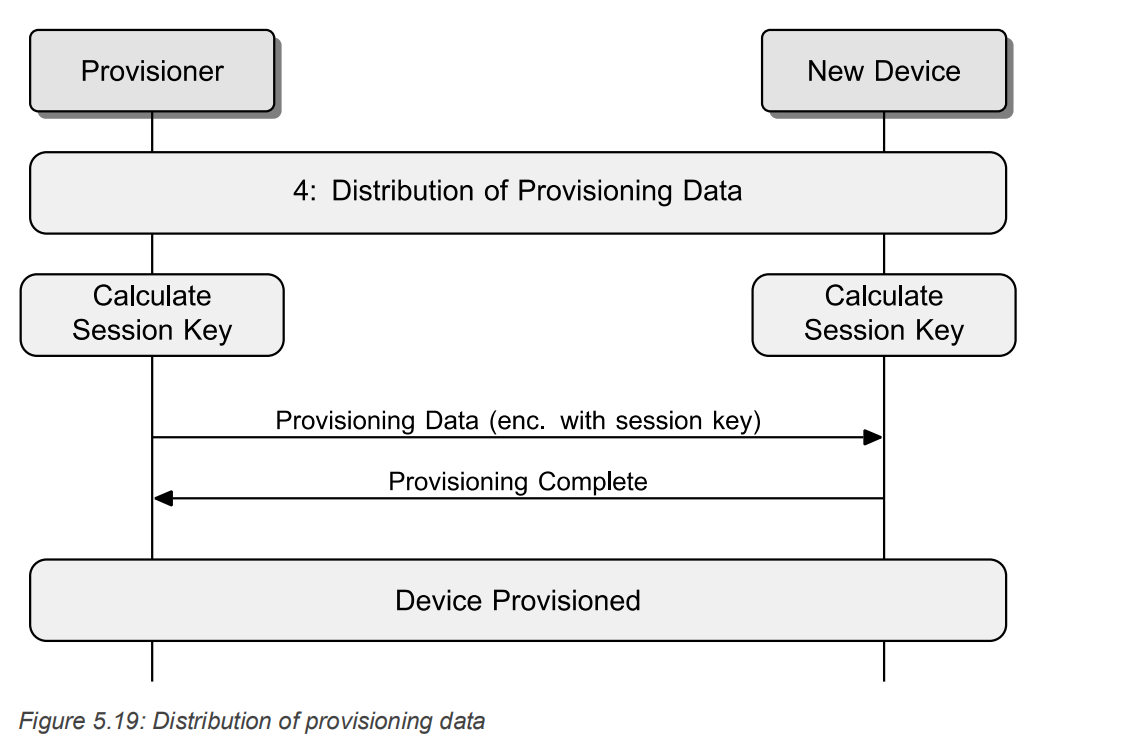 Provisioner
New Device
4: Distribution of Provisioning Data
Calculate
Session Key
Calculate
Session Key
Provisioning Data (enc. with session key)
Provisioning Complete
Device Provisioned
Figure 5.19: Distribution of provisioning data